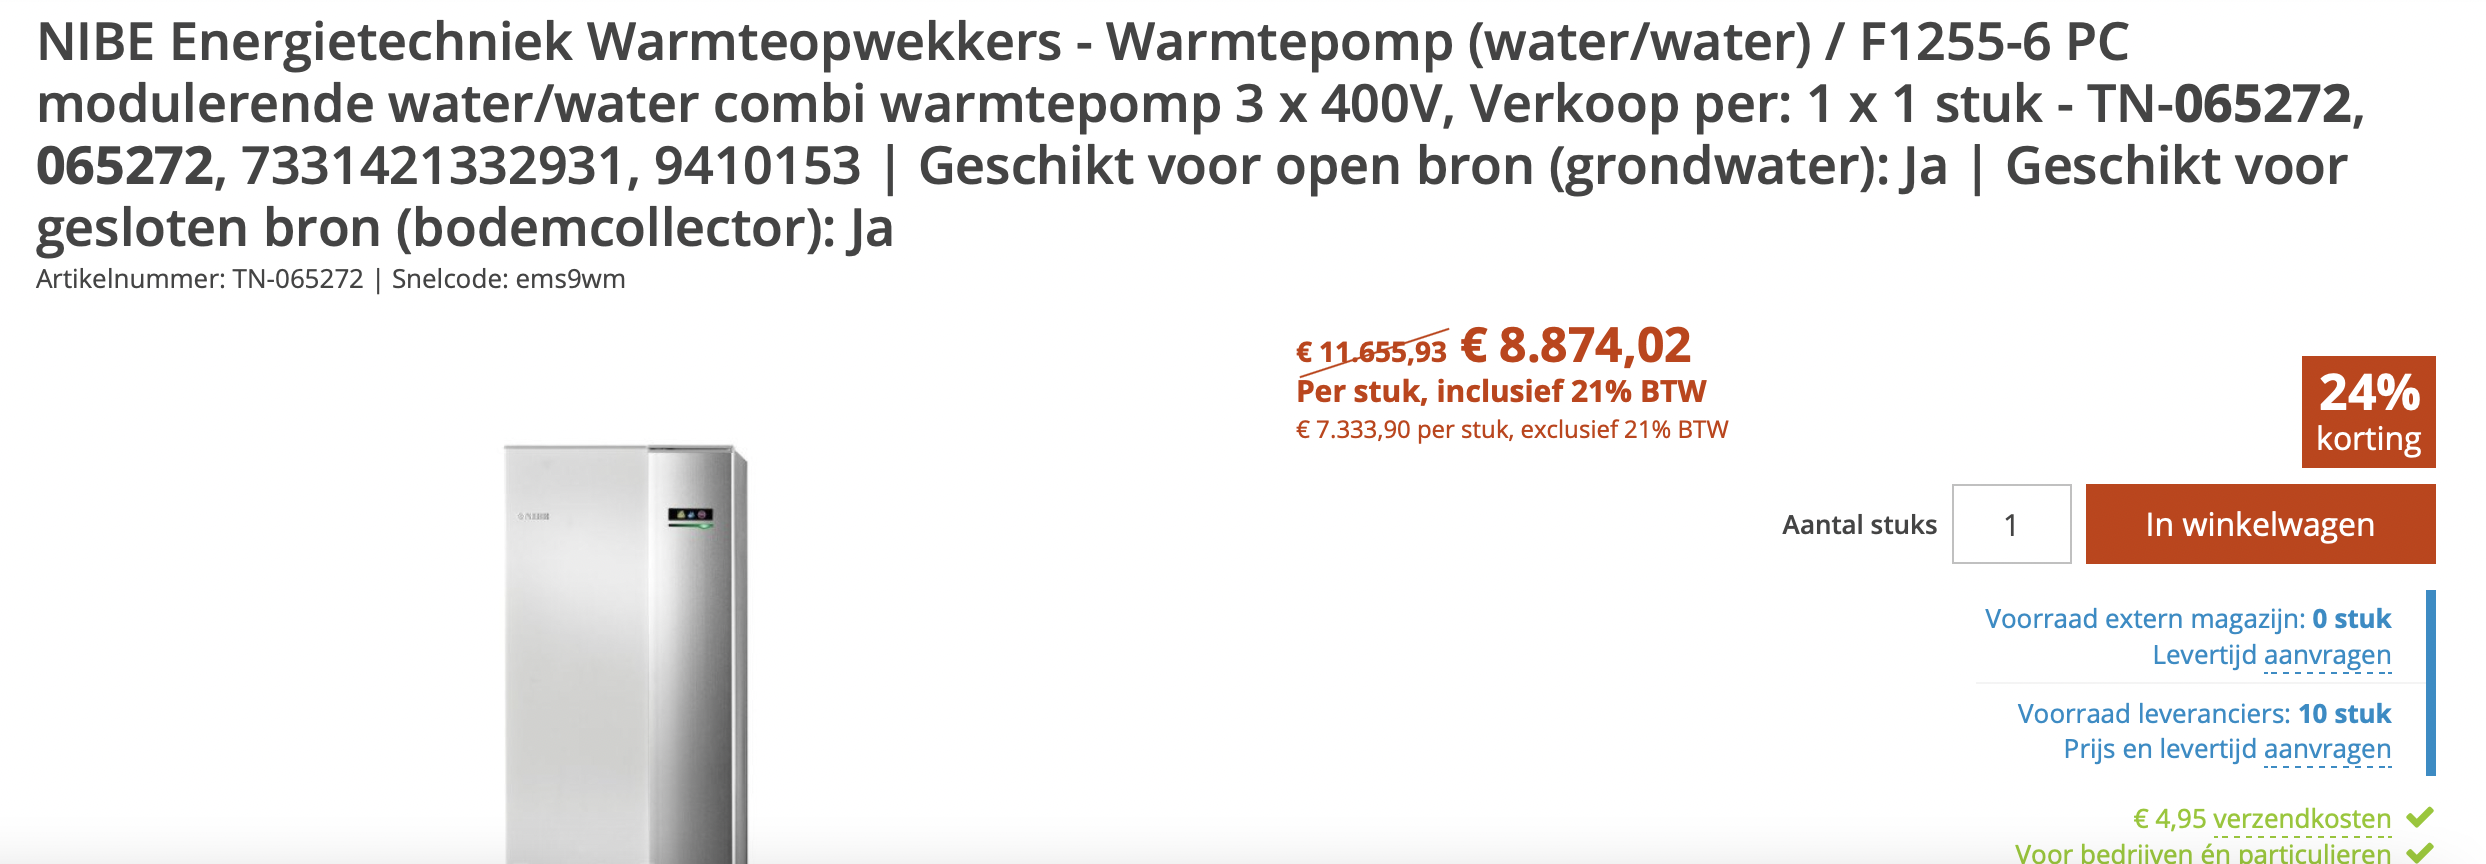 NIBE Energietechniek Warmteopwekkers - Warmtepomp (water/water) / F1255-6 PC
modulerende water/water combi warmtepomp 3 x 400V, Verkoop per: 1 x 1 stuk - TN-065272,
065272, 7331421332931, 9410153 | Geschikt voor open bron (grondwater): Ja | Geschikt voor
gesloten bron (bodemcollector): Ja
Artikelnummer: TN-065272 | Snelcode: ems9wm
€ 11.655,93 € 8.874,02
Per stuk, inclusief 21% BTW
€ 7.333,90 per stuk, exclusief 21% BTW
24%
korting
Aantal stuks 1 In winkelwagen
Voorraad extern magazijn: 0 stuk
Levertijd aanvragen
Voorraad leveranciers: 10 stuk
Prijs en levertijd aanvragen
€ 4,95 verzendkosten
Voor bedrijven én particulieren
NIBE